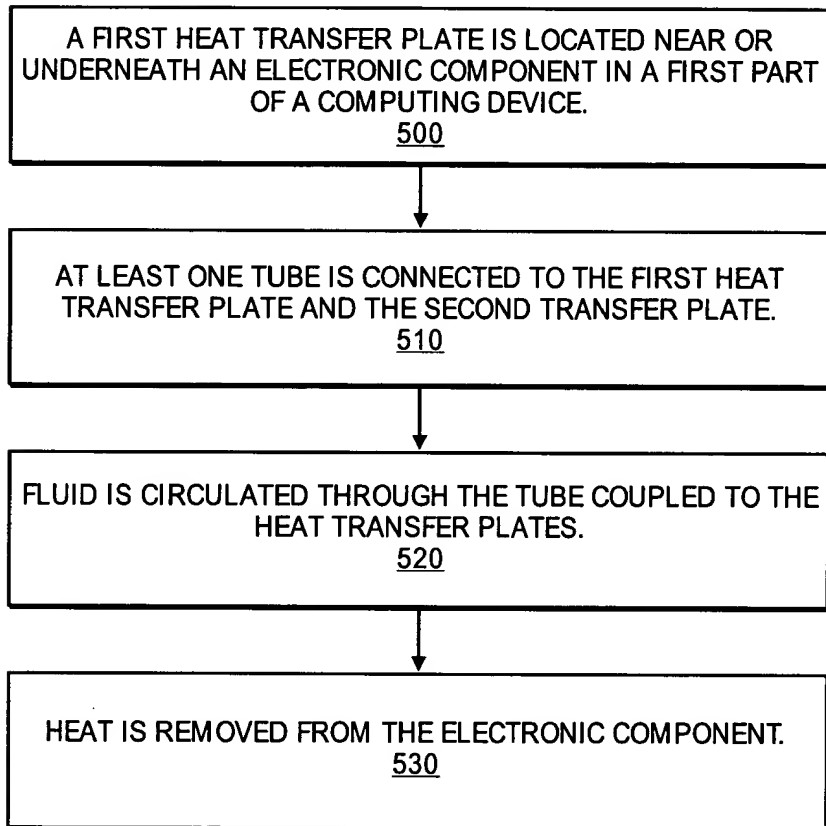 A FIRST HEAT TRANSFER PLATE IS LOCATED NEAR OR
UNDERNEATH AN ELECTRONIC COMPONENT IN A FIRST PART
OF A COMPUTING DEVICE.
500
AT LEAST ONE TUBE IS CONNECTED TO THE FIRST HEAT
TRANSFER PLATE AND THE SECOND TRANSFER PLATE.
510
FLUID IS CIRCULATED THROUGH THE TUBE COUPLED TO THE
HEAT TRANSFER PLATES.
520
HEAT IS REMOVED FROM THE ELECTRONIC COMPONENT.
530